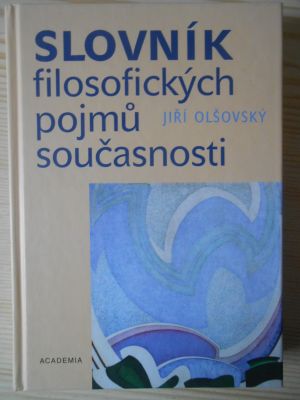 SLOVNÍK
filosofických
pojmů JIŘÍ OLŠOVSKÝ
současnosti
ACADEMIA